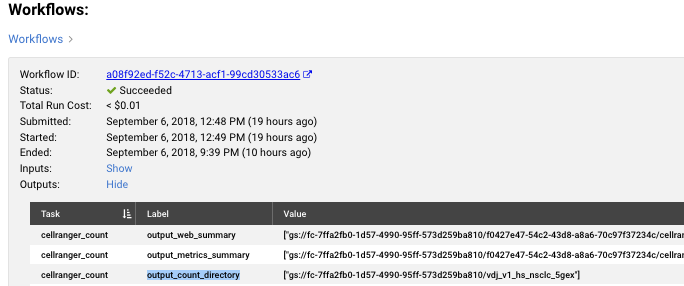 Workflows:
Workflows >
Workflow ID: a08f92ed-f52c-4713-acf1-99cd30533ac6
Status: Succeeded
Total Run Cost: < $0.01
Submitted: September 6, 2018, 12:48 PM (19 hours ago)
Started: September 6, 2018, 12:49 PM (19 hours ago)
Ended: September 6, 2018, 9:39 PM (10 hours ago)
Inputs: Show
Outputs: Hide
Task Label Value
cellranger_count output_web_summary ["gs://fc-7ffa2fb0-1d57-4990-95ff-573d259ba810/f0427e47-54c2-43d8-a8a6-70c97f37234c/cellrar
cellranger_count output_metrics_summary ["gs://fc-7ffa2fb0-1d57-4990-95ff-573d259ba810/f0427e47-54c2-43d8-a8a6-70c97f37234c/cellrar
cellranger_count output_count_directory ["gs://fc-7ffa2fb0-1d57-4990-95ff-573d259ba810/vdj_v1_hs_nsclc_5gex"]